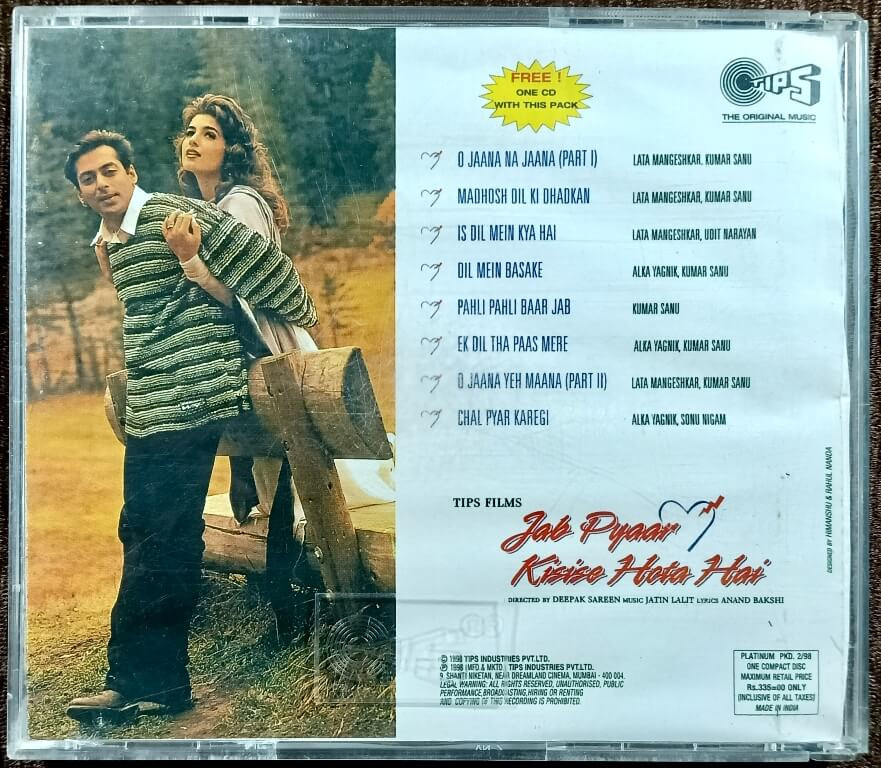 FREE !
ONE CD
WITH THIS PACK
TIPS
THE ORIGINAL MUSIC
O JAANA NA JAANA (PART I) LATA MANGESHKAR, KUMAR SANU
MADHOSH DIL KI DHADKAN LATA MANGESHKAR, KUMAR SANU
IS DIL MEIN KYA HAI LATA MANGESHKAR, UDIT NARAYAN
DIL MEIN BASAKE ALKA YAGNIK, KUMAR SANU
PAHLI PAHLI BAAR JAB KUMAR SANU
EK DIL THA PAAS MERE ALKA YAGNIK, KUMAR SANU
O JAANA YEH MAANA (PART II) LATA MANGESHKAR, KUMAR SANU
CHAL PYAR KAREGI ALKA YAGNIK, SONU NIGAM
DESIGNED BY HIMANSHU & RAHUL NANDA
TIPS FILMS
Jab Pyaar
Kisise Hota Hai
DIRECTED BY DEEPAK SAREEN MUSIC JATIN LALIT LYRICS ANAND BAKSHI
© 1998 TIPS INDUSTRIES PVT.LTD.
℗ 1998 (MFD.& MKTD.) TIPS INDUSTRIES PVT.LTD.
9, SHANTI NIKETAN, NEAR DREAMLAND CINEMA, MUMBAI - 400 004.
LEGAL WARNING: ALL RIGHTS RESERVED, UNAUTHORISED, PUBLIC
PERFORMANCE,BROADCASTING,HIRING OR RENTING
AND COPYING OF THIS RECORDING IS PROHIBITED.
PLATINUM PKD. 2/98
ONE COMPACT DISC
MAXIMUM RETAIL PRICE
Rs.335=00 ONLY
(INCLUSIVE OF ALL TAXES)
MADE IN INDIA